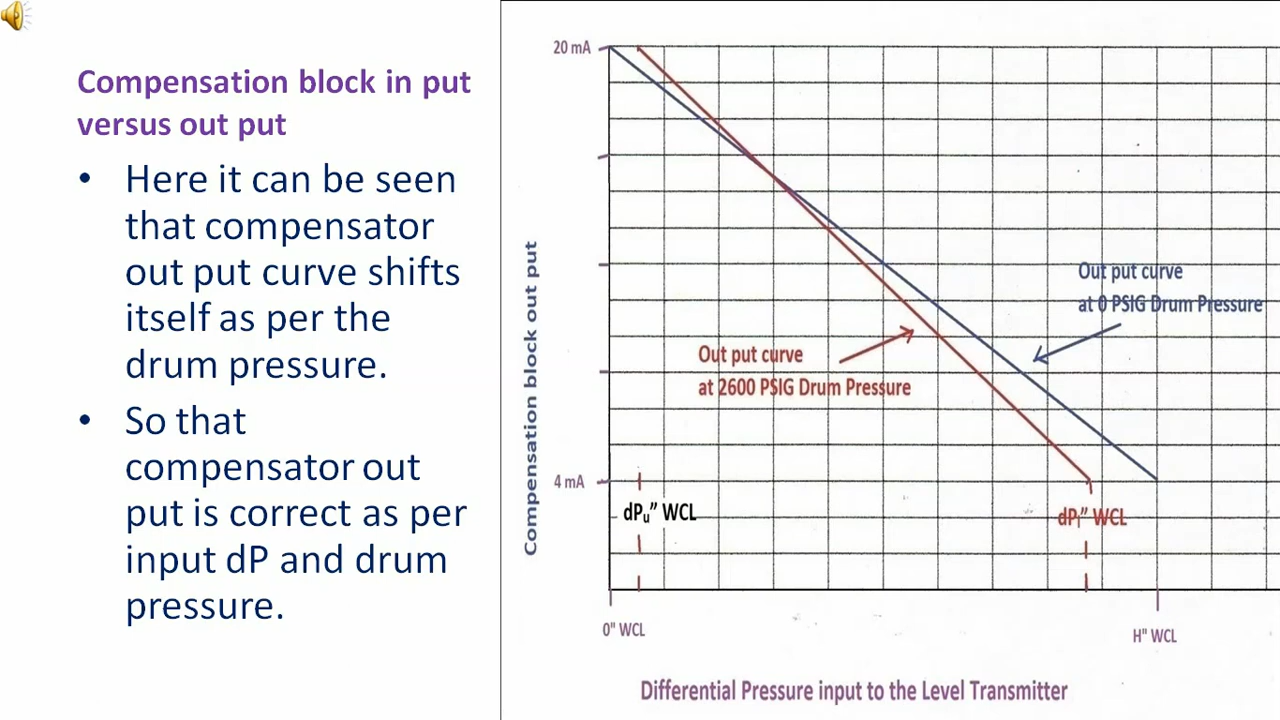 Compensation block in put
versus out put
• Here it can be seen
that compensator
out put curve shifts
itself as per the
drum pressure.
• So that
compensator out
put is correct as per
input dP and drum
pressure.
20 mA
Compensation block out put
Out put curve
at 0 PSIG Drum Pressure
Out put curve
at 2600 PSIG Drum Pressure
4 mA
dPu” WCL
dPl” WCL
0" WCL
H" WCL
Differential Pressure input to the Level Transmitter